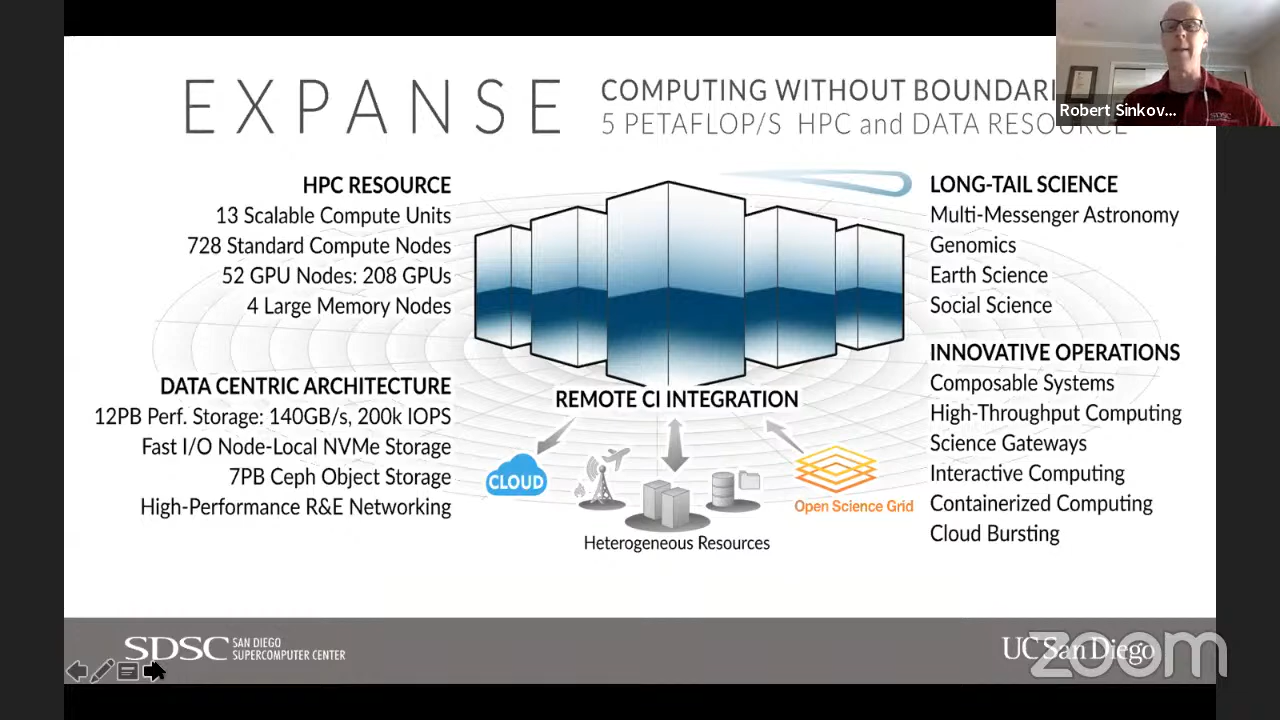 EXPANSE
COMPUTING WITHOUT BOUNDARI
5 PETAFLOP/S HPC and DATA RESOURCE
Robert Sinkov...
HPC RESOURCE
13 Scalable Compute Units
728 Standard Compute Nodes
52 GPU Nodes: 208 GPUs
4 Large Memory Nodes
DATA CENTRIC ARCHITECTURE
12PB Perf. Storage: 140GB/s, 200k IOPS
Fast I/O Node-Local NVMe Storage
7PB Ceph Object Storage
High-Performance R&E Networking
REMOTE CI INTEGRATION
CLOUD
Open Science Grid
Heterogeneous Resources
LONG-TAIL SCIENCE
Multi-Messenger Astronomy
Genomics
Earth Science
Social Science
INNOVATIVE OPERATIONS
Composable Systems
High-Throughput Computing
Science Gateways
Interactive Computing
Containerized Computing
Cloud Bursting
SDSC SAN DIEGO
SUPERCOMPUTER CENTER
UC San Diego
zoom